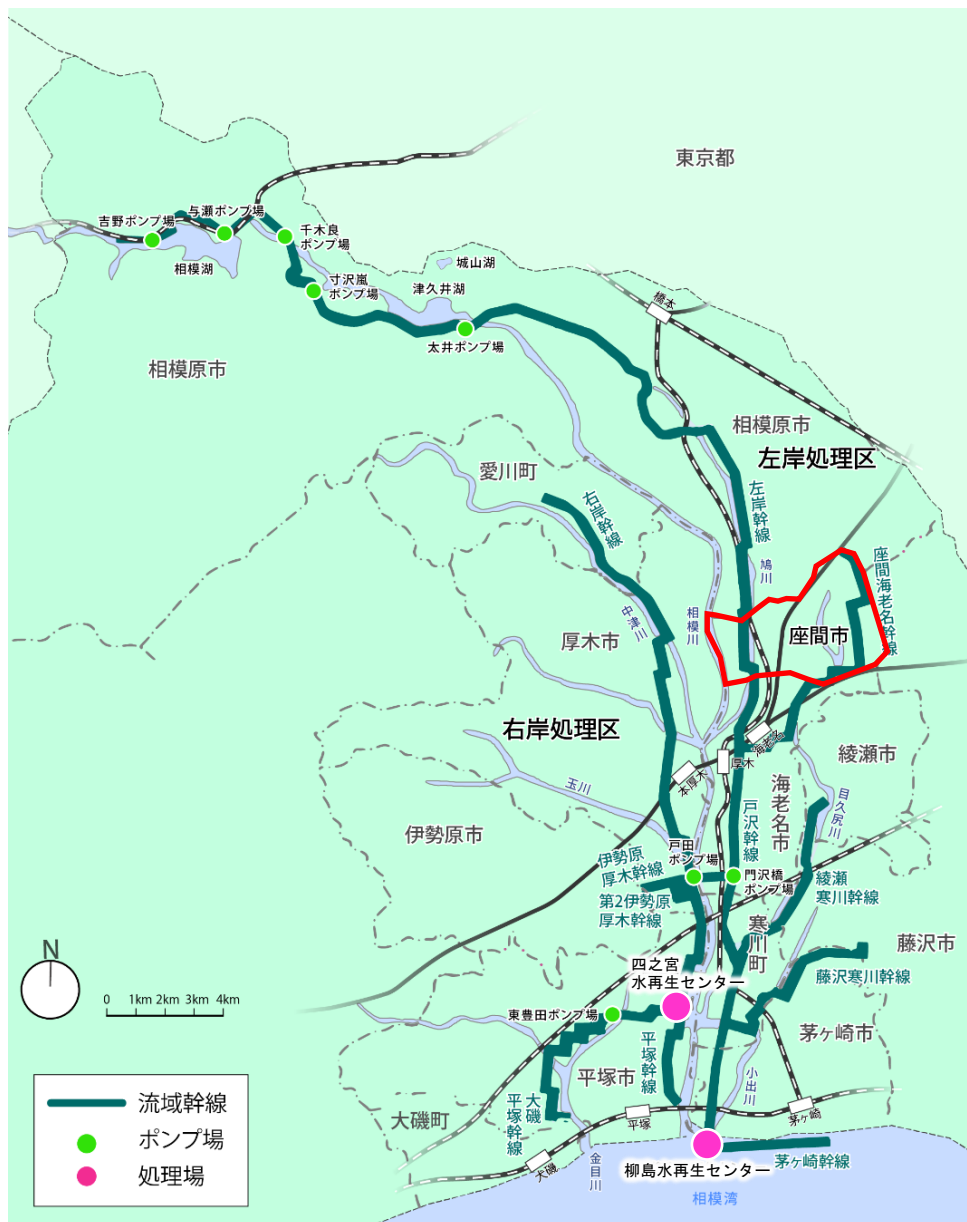 東京都
吉野ポンプ場
与瀬ポンプ場
千木良
ポンプ場
相模湖
城山湖
寸沢嵐
ポンプ場
津久井湖
太井ポンプ場
橋本
相模原市
相模原市
左岸処理区
愛川町
右岸幹線
左岸幹線
座間海老名幹線
鳩川
中津川
相模川
座間市
厚木市
右岸処理区
海老名
厚木
本厚木
綾瀬市
玉川
海老名市
目久尻川
戸沢幹線
伊勢原市
戸田
ポンプ場
伊勢原
厚木幹線
門沢橋
ポンプ場
綾瀬
寒川幹線
第2伊勢原
厚木幹線
寒川町
藤沢市
N
四之宮
水再生センター
藤沢寒川幹線
0 1km 2km 3km 4km
東豊田ポンプ場
茅ヶ崎市
平塚幹線
平塚市
小出川
大磯
平塚幹線
大磯町
平塚
茅ヶ崎
大磯
金目川
柳島水再生センター
茅ヶ崎幹線
相模湾
流域幹線
ポンプ場
処理場